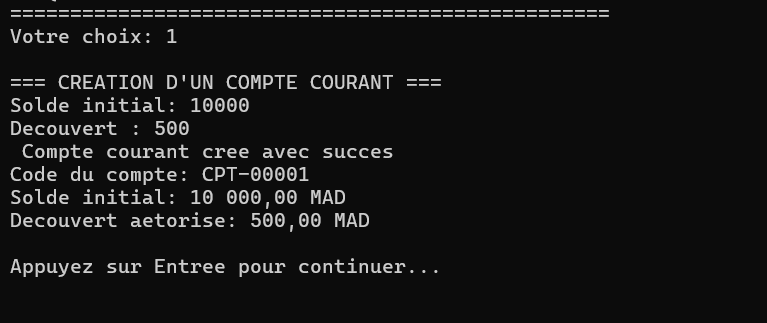 ==================================================
Votre choix: 1
=== CREATION D'UN COMPTE COURANT ===
Solde initial: 10000
Decouvert : 500
Compte courant cree avec succes
Code du compte: CPT-00001
Solde initial: 10 000,00 MAD
Decouvert aetorise: 500,00 MAD
Appuyez sur Entree pour continuer...